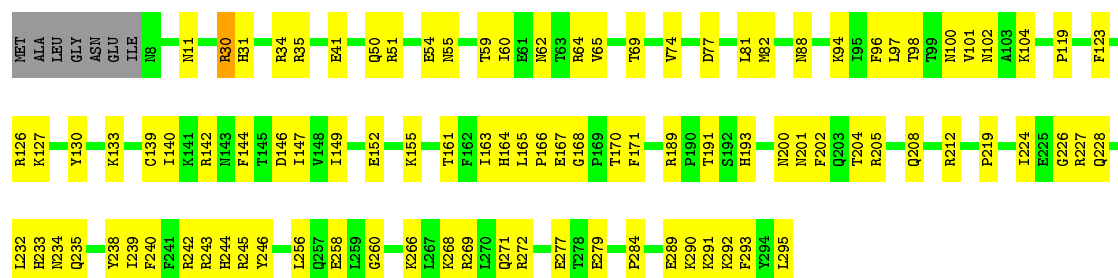 MET ALA LEU GLY ASN GLU ILE N8 N11 R30 H31 R34 R35 E41 Q50 R51 E54 N55 T59 I60 E61 N62 T63 R64 V65 T69 V74 D77 L81 M82 N88 K94 I95 F96 L97 T98 T99 N100 V101 N102 A103 K104 P119 F123
R126 K127 Y130 K133 C139 I140 K141 R142 N143 F144 T145 D146 I147 V148 I149 E152 K155 T161 F162 I163 H164 L165 P166 E167 G168 P169 T170 F171 R189 P190 T191 S192 H193 N200 N201 F202 Q203 T204 R205 Q208 R212 P219 I224 E225 G226 R227 Q228
L232 H233 N234 Q235 Y238 I239 F240 F241 R242 R243 H244 R245 Y246 L256 Q257 E258 L259 G260 K266 L267 K268 R269 L270 Q271 R272 E277 T278 E279 P284 E289 K290 K291 K292 F293 Y294 L295